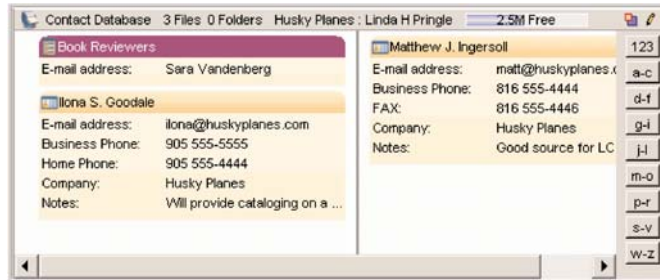 Contact Database 3 Files 0 Folders Husky Planes : Linda H Pringle 2.5M Free
Book Reviewers
E-mail address: Sara Vandenberg
Ilona S. Goodale
E-mail address: ilona@huskyplanes.com
Business Phone: 905 555-5555
Home Phone: 905 555-4444
Company: Husky Planes
Notes: Will provide cataloging on a ...
Matthew J. Ingersoll
E-mail address: matt@huskyplanes.c
Business Phone: 816 555-4444
FAX: 816 555-4446
Company: Husky Planes
Notes: Good source for LC
123
a-c
d-f
g-i
j-l
m-o
p-r
s-v
w-z